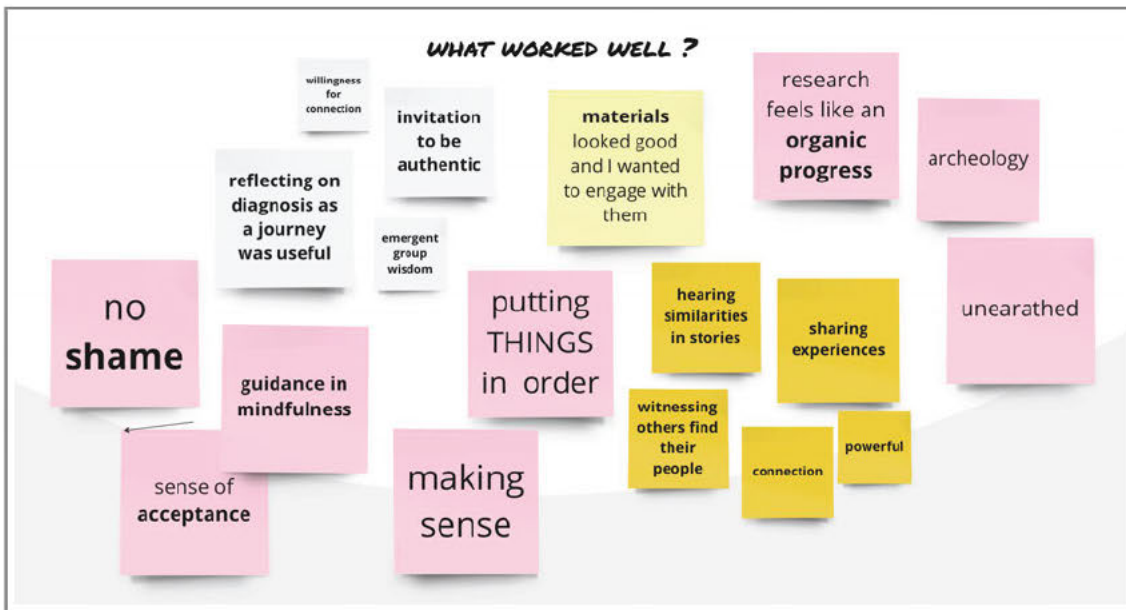 WHAT WORKED WELL ?
willingness
for
connection
invitation
to be
authentic
reflecting on
diagnosis as
a journey
was useful
emergent
group
wisdom
materials
looked good
and I wanted
to engage with
them
research
feels like an
organic
progress
archeology
unearathed
no
shame
guidance in
mindfulness
sense of
acceptance
putting
THINGS
in order
making
sense
hearing
similarities
in stories
sharing
experiences
witnessing
others find
their
people
connection
powerful